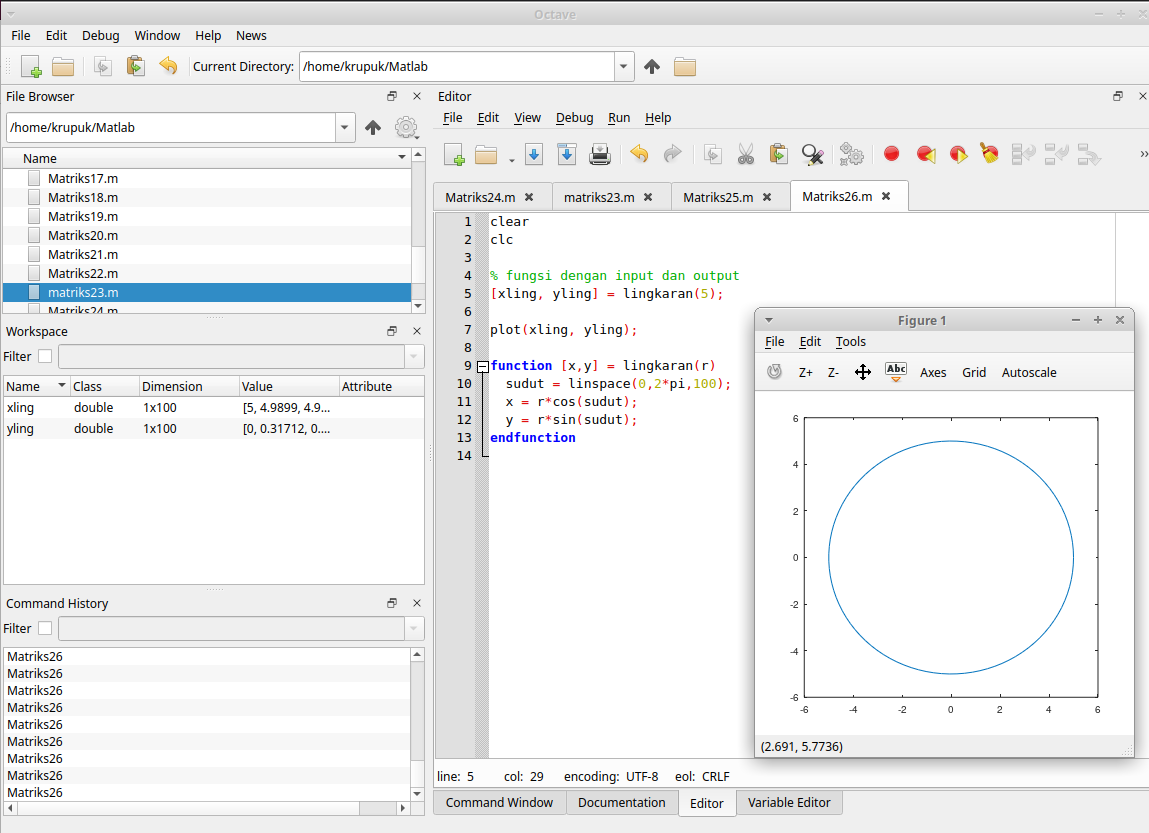 Octave
File Edit Debug Window Help News
Current Directory: /home/krupuk/Matlab
File Browser
/home/krupuk/Matlab
Name
Matriks17.m
Matriks18.m
Matriks19.m
Matriks20.m
Matriks21.m
Matriks22.m
matriks23.m
Matriks24.m
Workspace
Filter
Name Class Dimension Value Attribute
xling double 1x100 [5, 4.9899, 4.9...
yling double 1x100 [0, 0.31712, 0....
Command History
Filter
Matriks26
Matriks26
Matriks26
Matriks26
Matriks26
Matriks26
Matriks26
Matriks26
Matriks26
Editor
File Edit View Debug Run Help
Matriks24.m matriks23.m Matriks25.m Matriks26.m
1 clear
2 clc
3
4 % fungsi dengan input dan output
5 [xling, yling] = lingkaran(5);
6
7 plot(xling, yling);
8
9 function [x,y] = lingkaran(r)
10 sudut = linspace(0,2*pi,100);
11 x = r*cos(sudut);
12 y = r*sin(sudut);
13 endfunction
14
line: 5 col: 29 encoding: UTF-8 eol: CRLF
Command Window Documentation Editor Variable Editor
Figure 1
File Edit Tools
Z+ Z- Abc Axes Grid Autoscale
6
4
2
0
-2
-4
-6
-6 -4 -2 0 2 4 6
(2.691, 5.7736)